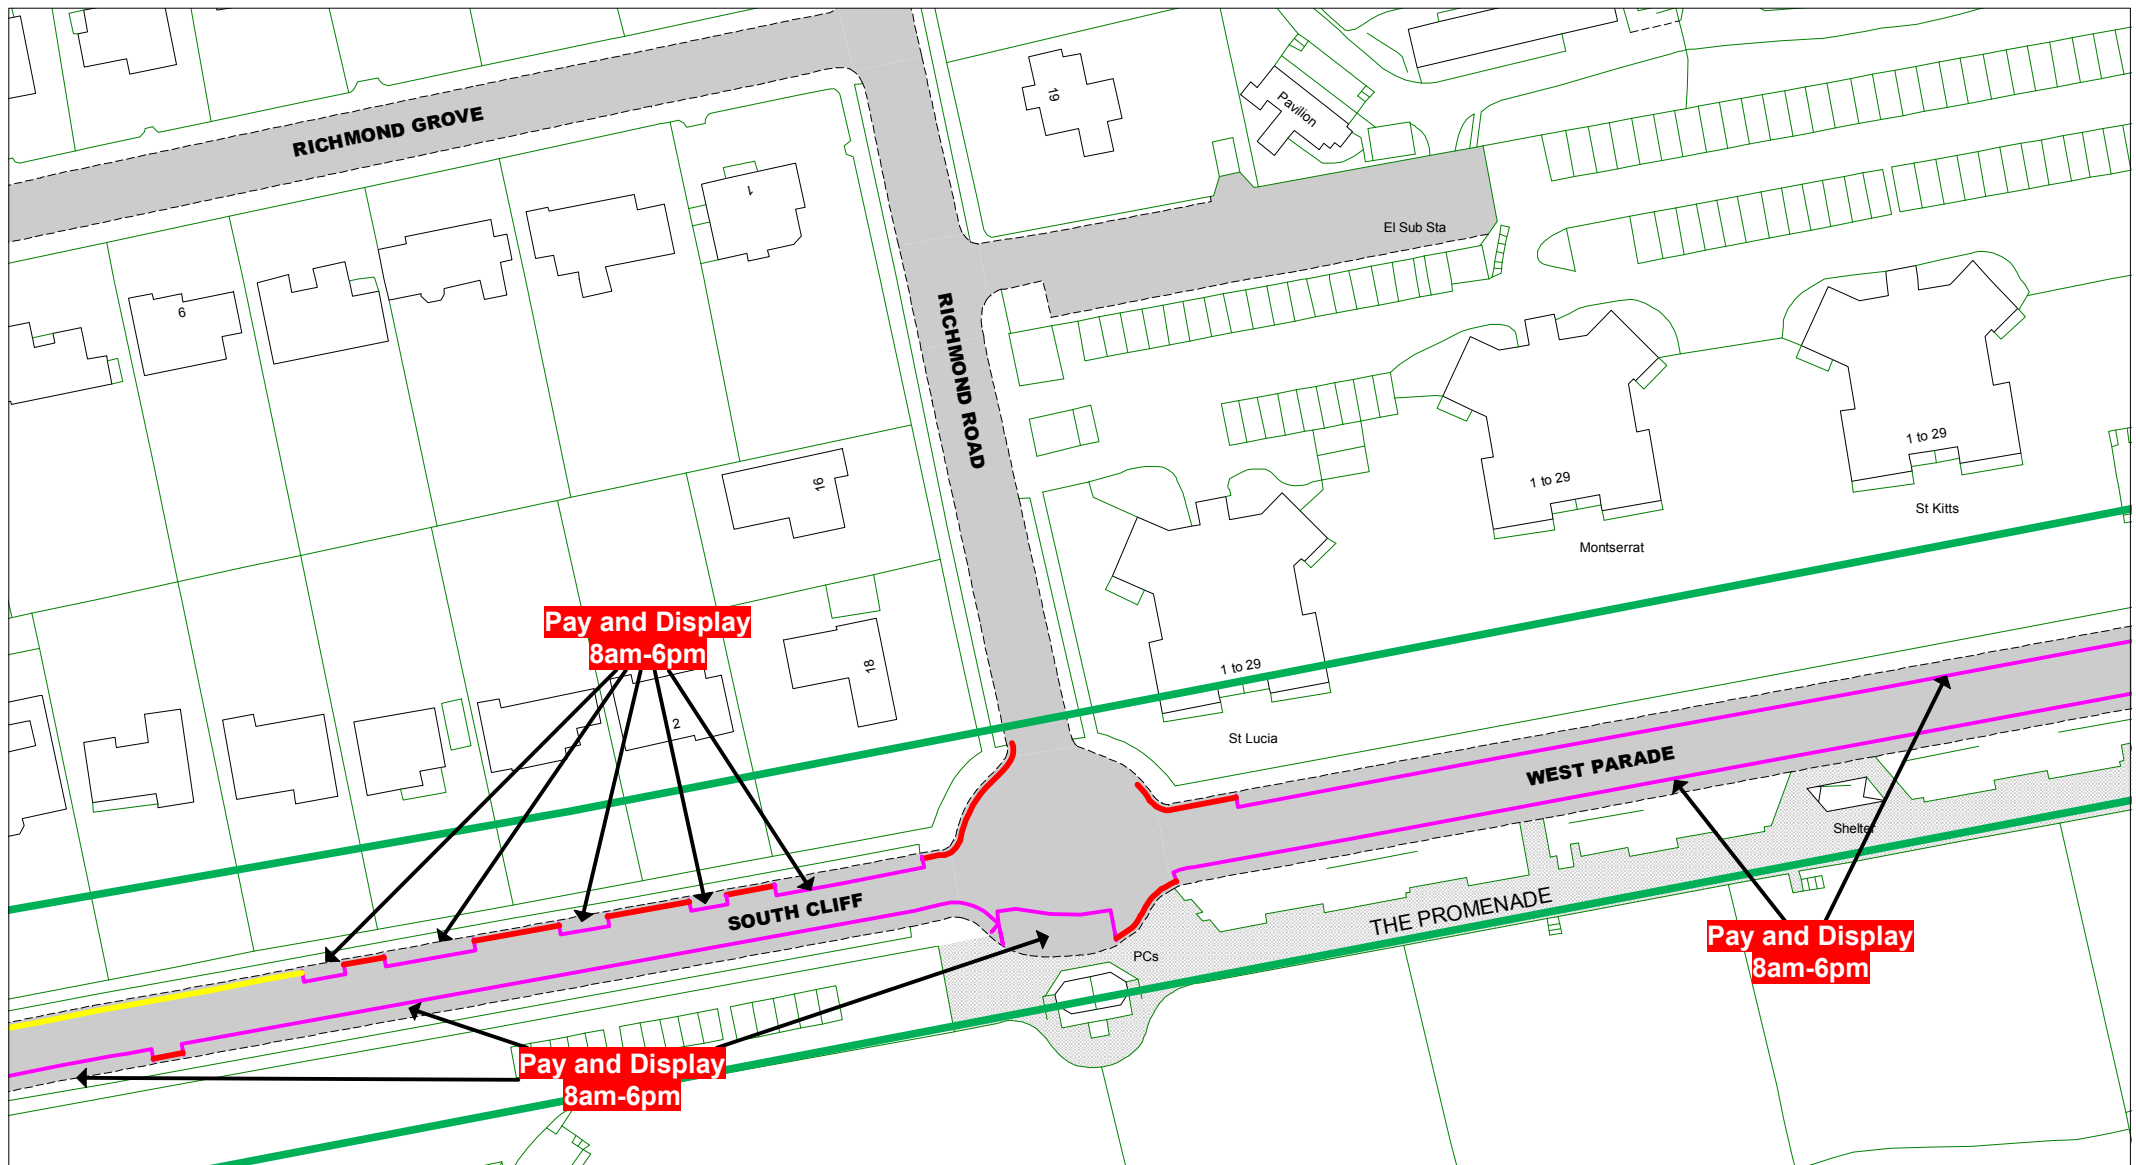 RICHMOND GROVE
19
Pavilion
1
El Sub Sta
6
RICHMOND ROAD
16
1 to 29
St Kitts
1 to 29
Montserrat
Pay and Display
8am-6pm
18
2
1 to 29
St Lucia
WEST PARADE
Shelter
SOUTH CLIFF
THE PROMENADE
PCs
Pay and Display
8am-6pm
Pay and Display
8am-6pm